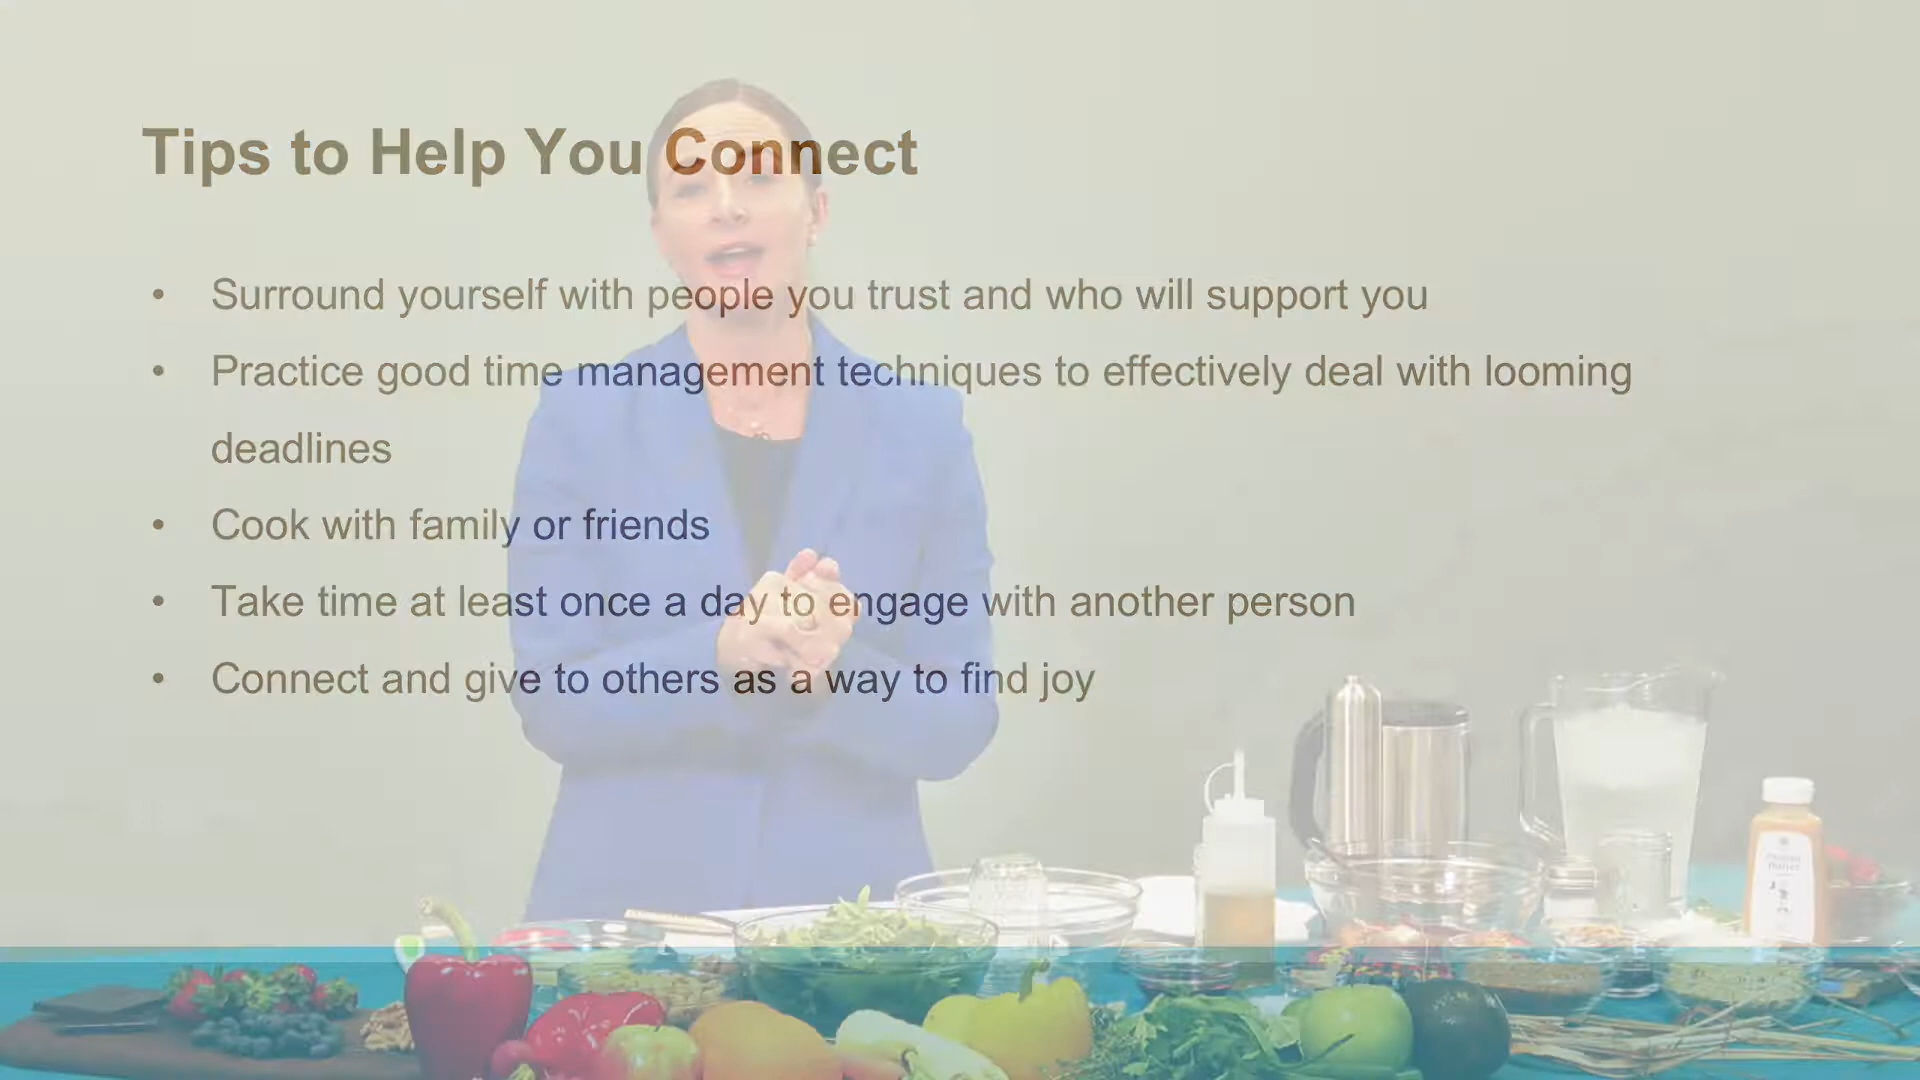 Tips to Help You Connect
• Surround yourself with people you trust and who will support you
• Practice good time management techniques to effectively deal with looming
deadlines
• Cook with family or friends
• Take time at least once a day to engage with another person
• Connect and give to others as a way to find joy